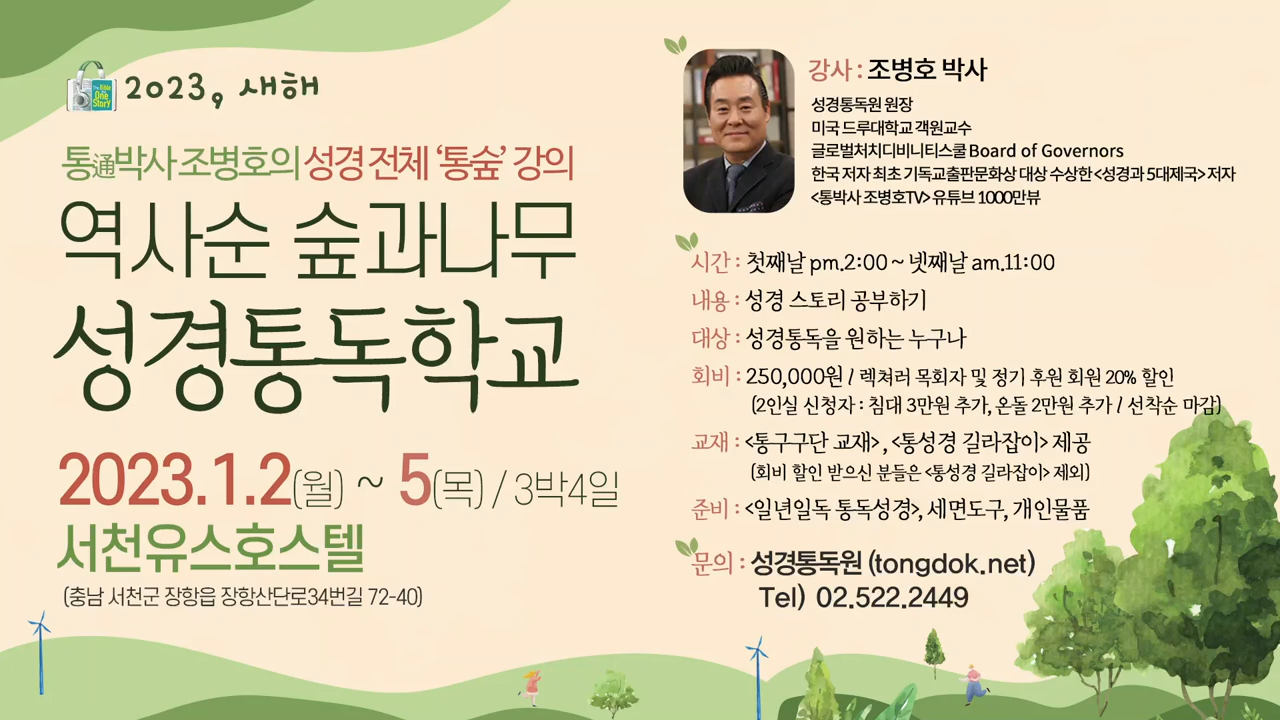 The Bible
One
Story
2023, 새해
통通박사 조병호의 성경 전체 ‘통숲’ 강의
역사순 숲과나무
성경통독학교
2023.1.2(월) ~ 5(목) / 3박4일
서천유스호스텔
(충남 서천군 장항읍 장항산단로34번길 72-40)
강사 : 조병호 박사
성경통독원 원장
미국 드루대학교 객원교수
글로벌처치디비니티스쿨 Board of Governors
한국 저자 최초 기독교출판문화상 대상 수상한 <성경과 5대제국> 저자
<통박사 조병호TV> 유튜브 1000만뷰
시간 : 첫째날 pm.2:00 ~ 넷째날 am.11:00
내용 : 성경 스토리 공부하기
대상 : 성경통독을 원하는 누구나
회비 : 250,000원 / 렉쳐러 목회자 및 정기 후원 회원 20% 할인
(2인실 신청자 : 침대 3만원 추가, 온돌 2만원 추가 / 선착순 마감)
교재 : <통구구단 교재> , <통성경 길라잡이> 제공
(회비 할인 받으신 분들은 <통성경 길라잡이> 제외)
준비 : <일년일독 통독성경>, 세면도구, 개인물품
문의 : 성경통독원 (tongdok.net)
Tel) 02.522.2449